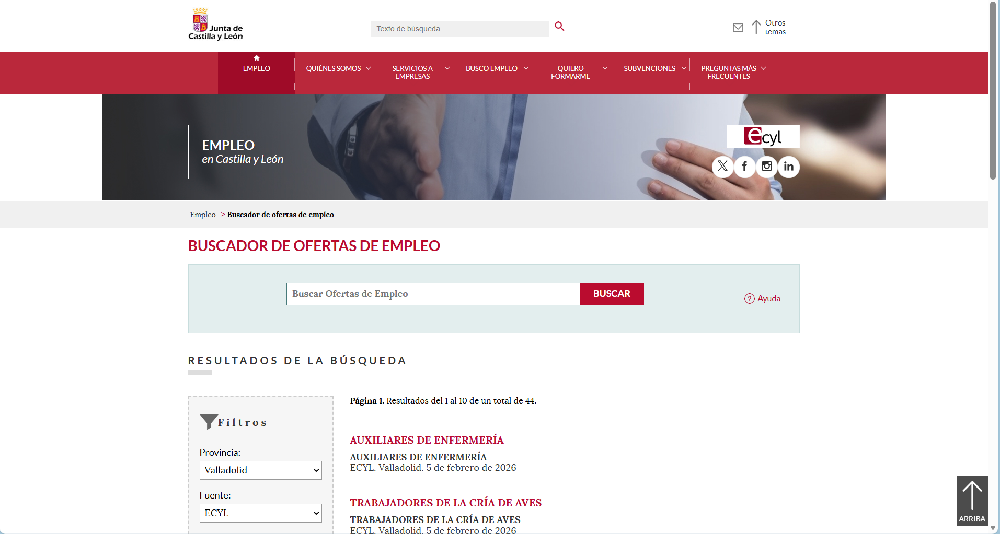 Junta de
Castilla y León
Texto de búsqueda
Otros
temas
EMPLEO
QUIÉNES SOMOS
SERVICIOS A
EMPRESAS
BUSCO EMPLEO
QUIERO
FORMARME
SUBVENCIONES
PREGUNTAS MÁS
FRECUENTES
EMPLEO
en Castilla y León
ecyl
Empleo > Buscador de ofertas de empleo
BUSCADOR DE OFERTAS DE EMPLEO
Buscar Ofertas de Empleo
BUSCAR
? Ayuda
RESULTADOS DE LA BÚSQUEDA
Filtros
Provincia:
Valladolid
Fuente:
ECYL
Página 1. Resultados del 1 al 10 de un total de 44.
AUXILIARES DE ENFERMERÍA
AUXILIARES DE ENFERMERÍA
ECYL. Valladolid. 5 de febrero de 2026
TRABAJADORES DE LA CRÍA DE AVES
TRABAJADORES DE LA CRÍA DE AVES
ECYL. Valladolid. 5 de febrero de 2026
ARRIBA